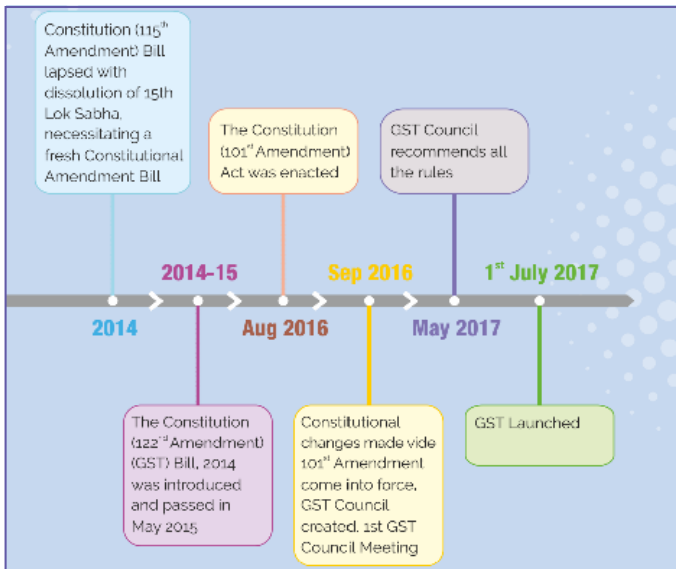 Constitution (115th
Amendment) Bill
lapsed with
dissolution of 15th
Lok Sabha,
necessitating a
fresh Constitutional
Amendment Bill
The Constitution
(101st Amendment)
Act was enacted
GST Council
recommends all
the rules
2014-15
Sep 2016
1st July 2017
2014
Aug 2016
May 2017
The Constitution
(122nd Amendment)
(GST) Bill, 2014
was introduced
and passed in
May 2015
Constitutional
changes made vide
101st Amendment
come into force,
GST Council
created. 1st GST
Council Meeting
GST Launched